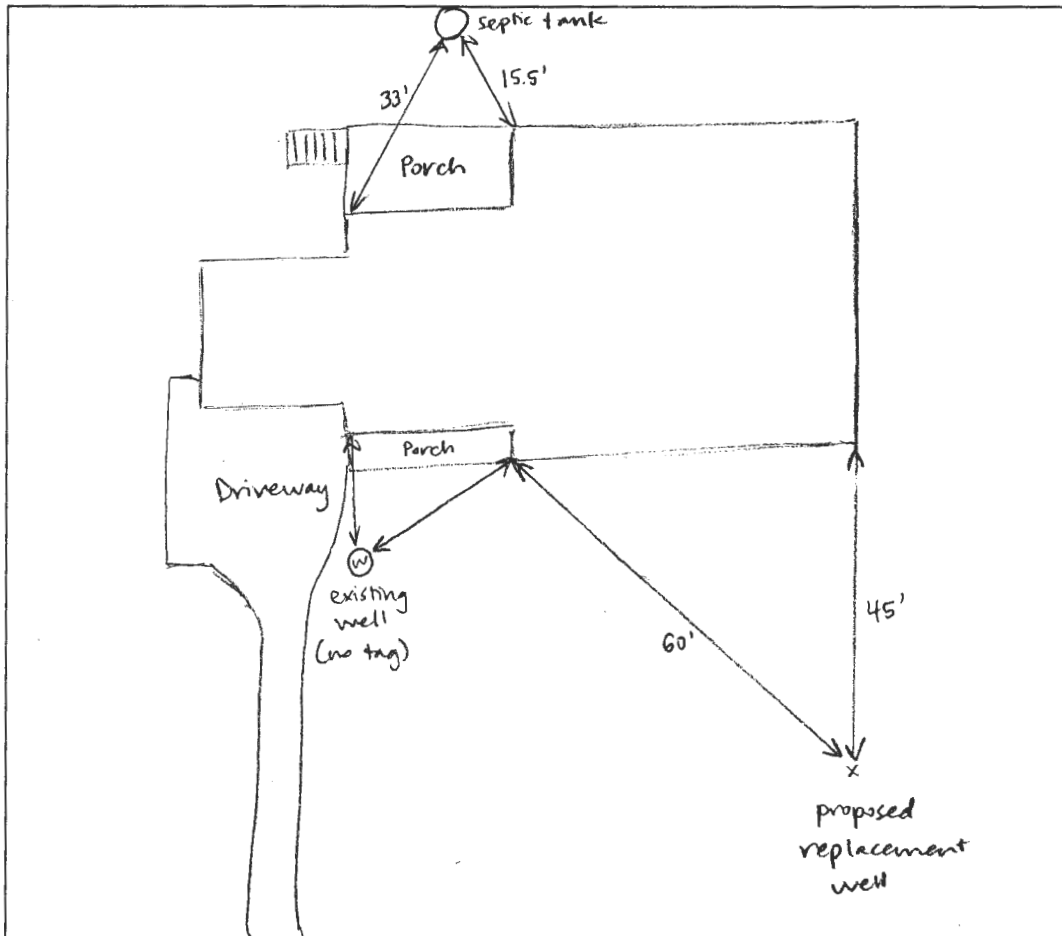 septic tank
33'
15.5'
Porch
Porch
Driveway
W
existing
well
(no tag)
60'
45'
x
proposed
replacement
well